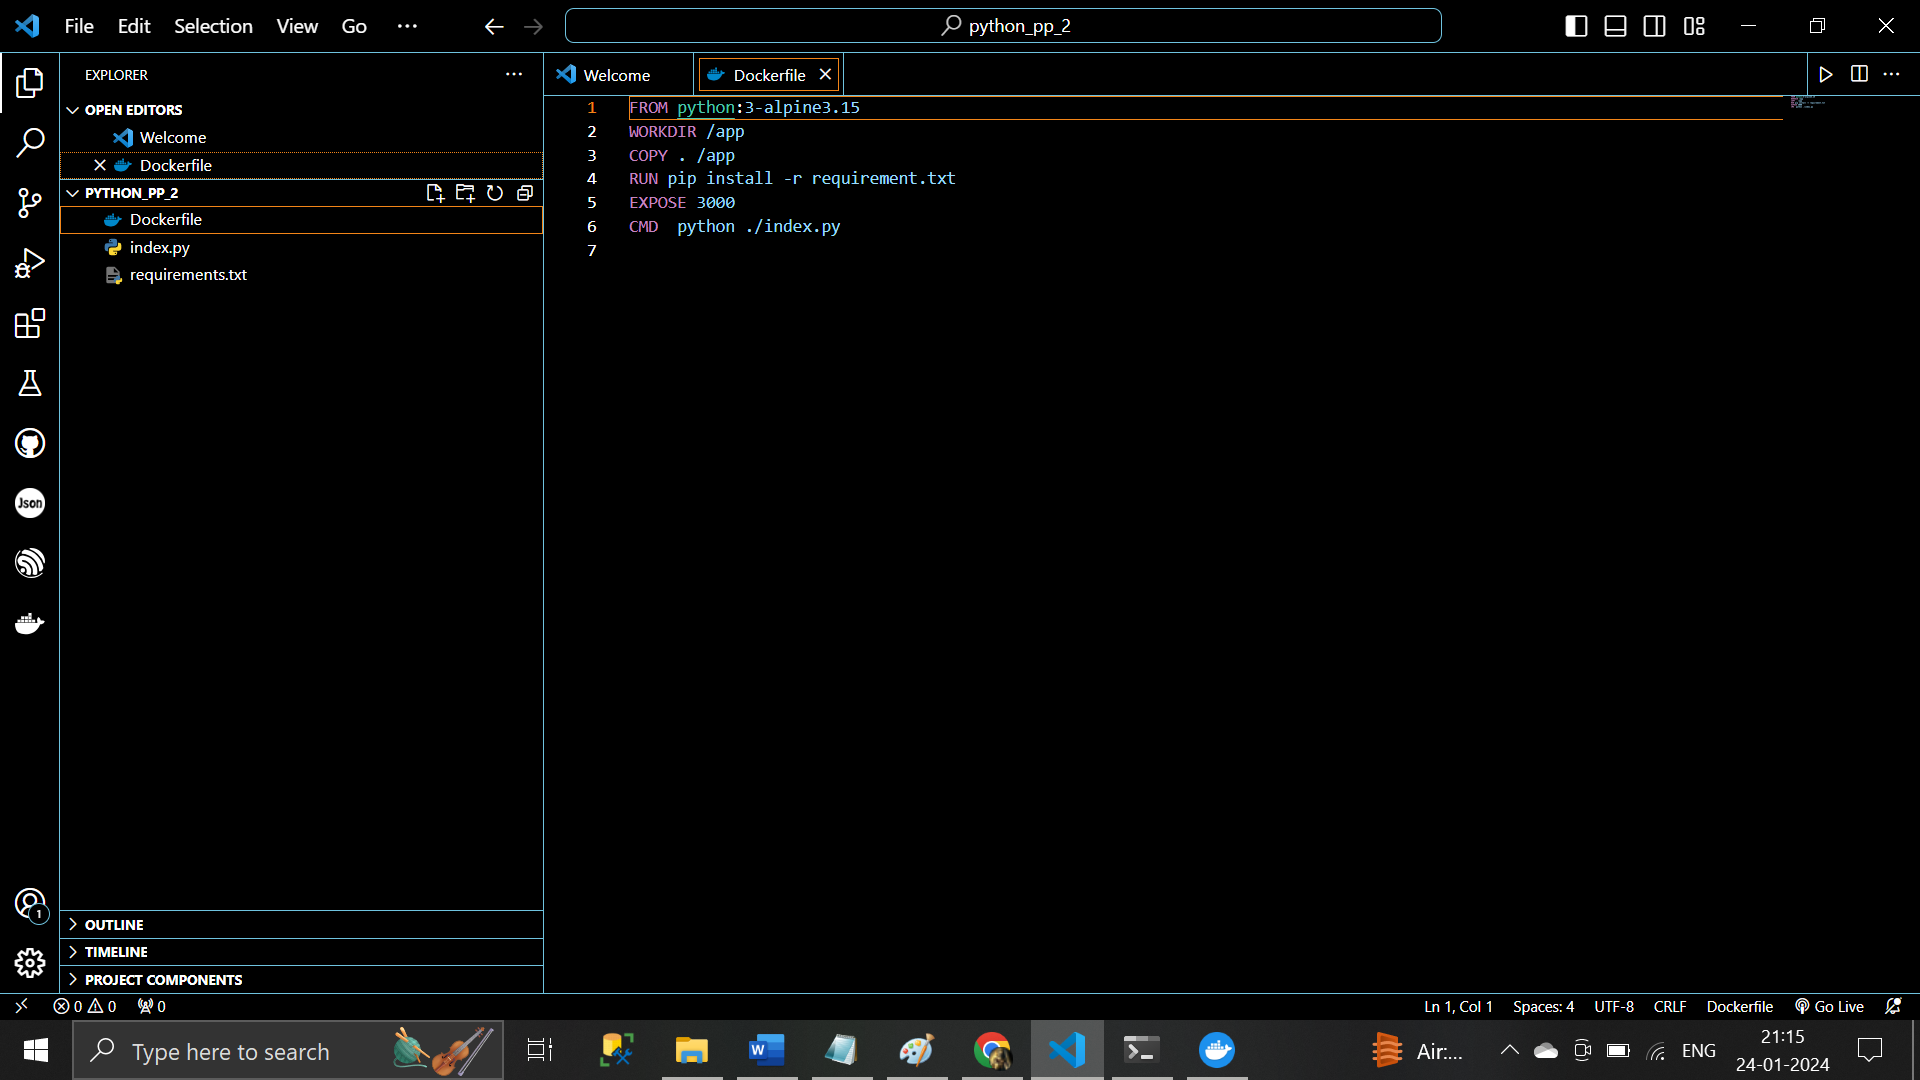 File Edit Selection View Go ···
python_pp_2
EXPLORER
OPEN EDITORS
Welcome
Dockerfile
PYTHON_PP_2
Dockerfile
index.py
requirements.txt
Welcome
Dockerfile
1 FROM python:3-alpine3.15
2 WORKDIR /app
3 COPY . /app
4 RUN pip install -r requirement.txt
5 EXPOSE 3000
6 CMD  python ./index.py
7
Json
1
OUTLINE
TIMELINE
PROJECT COMPONENTS
0 0 0
Ln 1, Col 1 Spaces: 4 UTF-8 CRLF Dockerfile Go Live
Type here to search
Air:...
ENG
21:15
24-01-2024